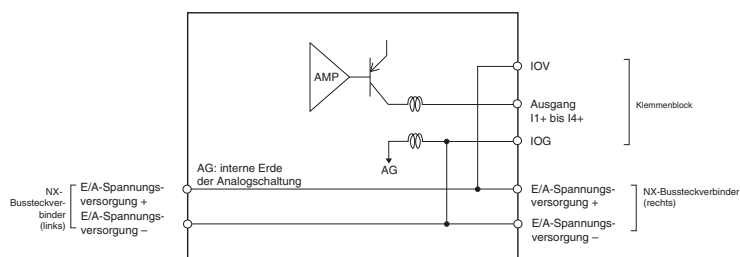 AMP
IOV
Ausgang
I1+ bis I4+
Klemmenblock
IOG
AG
AG: interne Erde
der Analogschaltung
NX-
Bussteckver-
binder
(links)
E/A-Spannungs-
versorgung +
E/A-Spannungs-
versorgung –
E/A-Spannungs-
versorgung +
E/A-Spannungs-
versorgung –
NX-Bussteckverbinder
(rechts)